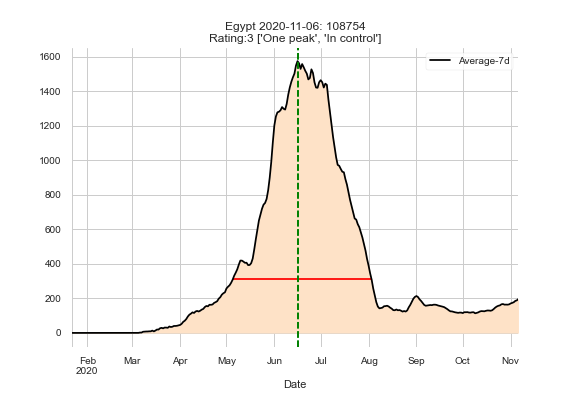 Egypt 2020-11-06: 108754
Rating:3 ['One peak', 'In control']
Average-7d
1600
1400
1200
1000
800
600
400
200
0
Feb Mar Apr May Jun Jul Aug Sep Oct Nov
2020
Date